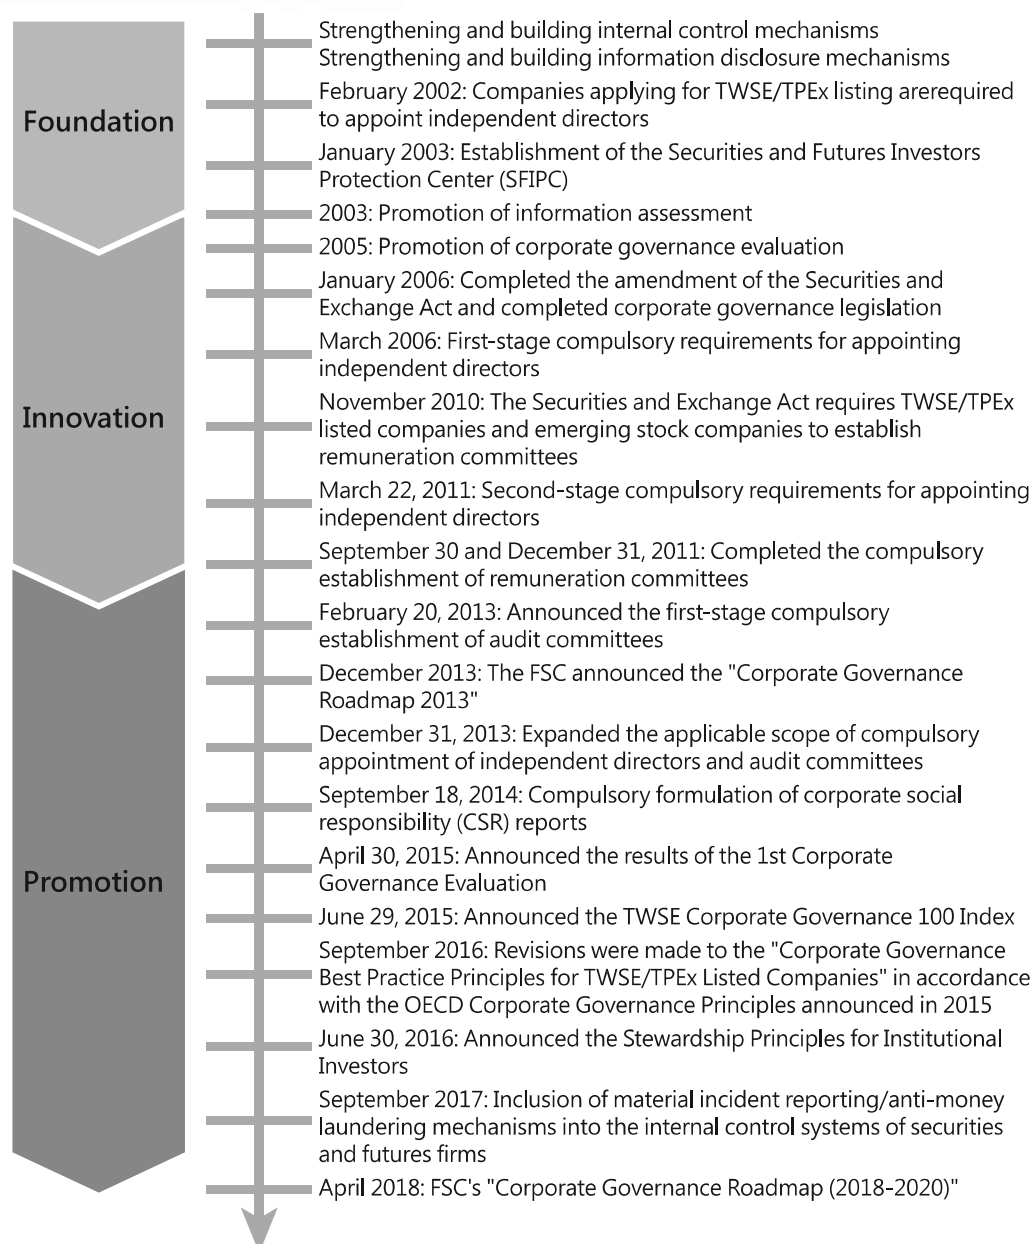 Foundation
Strengthening and building internal control mechanisms
Strengthening and building information disclosure mechanisms
February 2002: Companies applying for TWSE/TPEx listing arerequired
to appoint independent directors
January 2003: Establishment of the Securities and Futures Investors
Protection Center (SFIPC)
2003: Promotion of information assessment
Innovation
2005: Promotion of corporate governance evaluation
January 2006: Completed the amendment of the Securities and
Exchange Act and completed corporate governance legislation
March 2006: First-stage compulsory requirements for appointing
independent directors
November 2010: The Securities and Exchange Act requires TWSE/TPEx
listed companies and emerging stock companies to establish
remuneration committees
March 22, 2011: Second-stage compulsory requirements for appointing
independent directors
September 30 and December 31, 2011: Completed the compulsory
establishment of remuneration committees
Promotion
February 20, 2013: Announced the first-stage compulsory
establishment of audit committees
December 2013: The FSC announced the "Corporate Governance
Roadmap 2013"
December 31, 2013: Expanded the applicable scope of compulsory
appointment of independent directors and audit committees
September 18, 2014: Compulsory formulation of corporate social
responsibility (CSR) reports
April 30, 2015: Announced the results of the 1st Corporate
Governance Evaluation
June 29, 2015: Announced the TWSE Corporate Governance 100 Index
September 2016: Revisions were made to the "Corporate Governance
Best Practice Principles for TWSE/TPEx Listed Companies" in accordance
with the OECD Corporate Governance Principles announced in 2015
June 30, 2016: Announced the Stewardship Principles for Institutional
Investors
September 2017: Inclusion of material incident reporting/anti-money
laundering mechanisms into the internal control systems of securities
and futures firms
April 2018: FSC's "Corporate Governance Roadmap (2018-2020)"